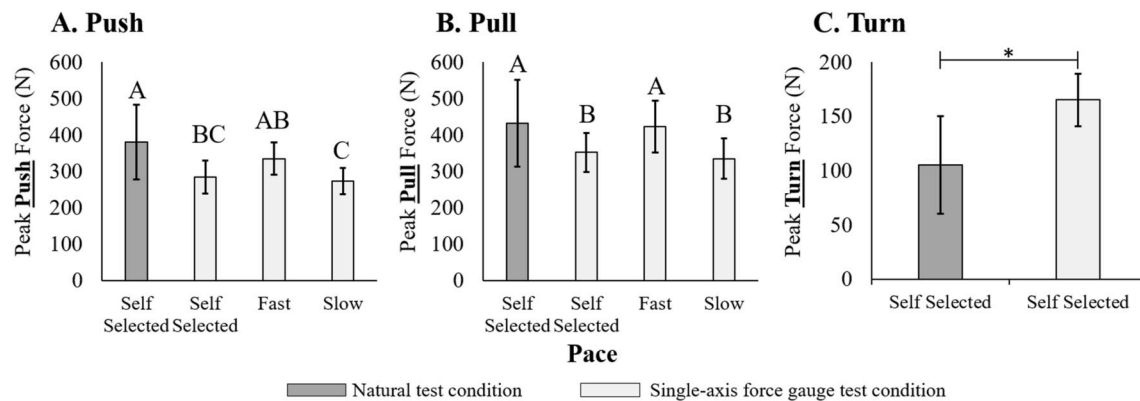 A. Push
Peak Push Force (N)
600
500
400
300
200
100
0
A
BC
AB
C
Self
Selected
Self
Selected
Fast
Slow
B. Pull
Peak Pull Force (N)
600
500
400
300
200
100
0
A
B
A
B
Self
Selected
Self
Selected
Fast
Slow
C. Turn
Peak Turn Force (N)
200
150
100
50
0
*
Self Selected
Self Selected
Pace
Natural test condition
Single-axis force gauge test condition